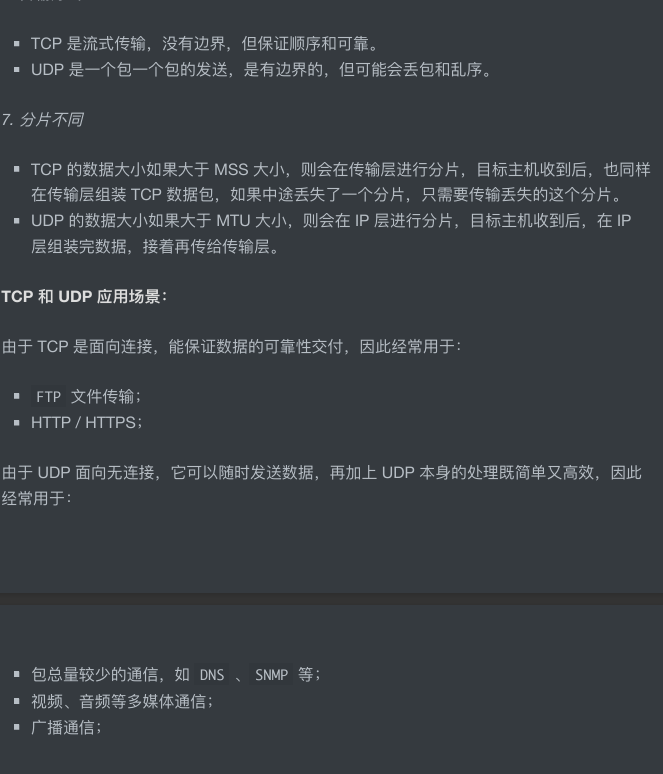 TCP 是流式传输，没有边界，但保证顺序和可靠。
UDP 是一个包一个包的发送，是有边界的，但可能会丢包和乱序。
7. 分片不同
TCP 的数据大小如果大于 MSS 大小，则会在传输层进行分片，目标主机收到后，也同样
在传输层组装 TCP 数据包，如果中途丢失了一个分片，只需要传输丢失的这个分片。
UDP 的数据大小如果大于 MTU 大小，则会在 IP 层进行分片，目标主机收到后，在 IP
层组装完数据，接着再传给传输层。
TCP 和 UDP 应用场景：
由于 TCP 是面向连接，能保证数据的可靠性交付，因此经常用于：
FTP 文件传输；
HTTP / HTTPS；
由于 UDP 面向无连接，它可以随时发送数据，再加上 UDP 本身的处理既简单又高效，因此
经常用于：
包总量较少的通信，如 DNS 、 SNMP 等；
视频、音频等多媒体通信；
广播通信；